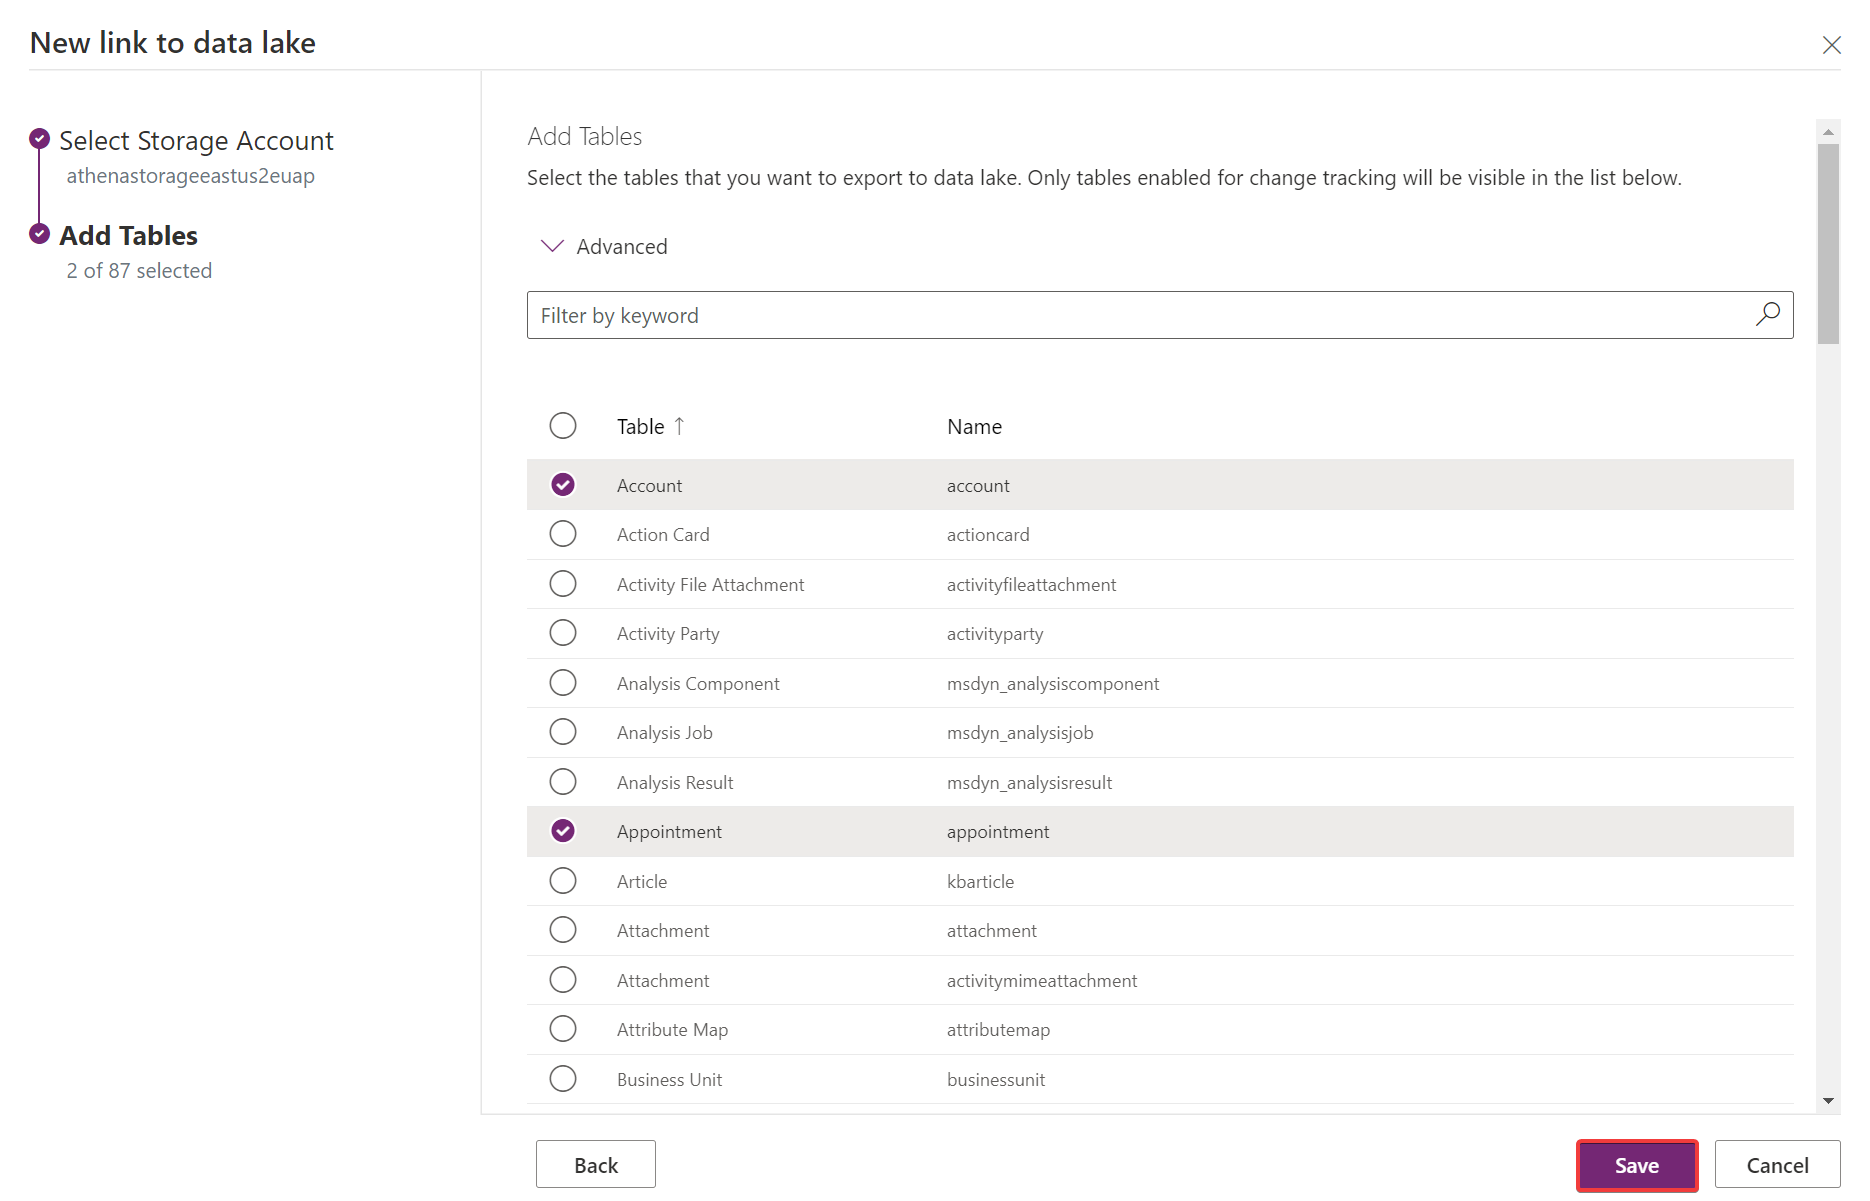 New link to data lake
Select Storage Account
athenastorageeastus2euap
Add Tables
2 of 87 selected
Add Tables
Select the tables that you want to export to data lake. Only tables enabled for change tracking will be visible in the list below.
Advanced
Filter by keyword
Table ↑ Name
Account account
Action Card actioncard
Activity File Attachment activityfileattachment
Activity Party activityparty
Analysis Component msdyn_analysiscomponent
Analysis Job msdyn_analysisjob
Analysis Result msdyn_analysisresult
Appointment appointment
Article kbarticle
Attachment attachment
Attachment activitymimeattachment
Attribute Map attributemap
Business Unit businessunit
Back Save Cancel